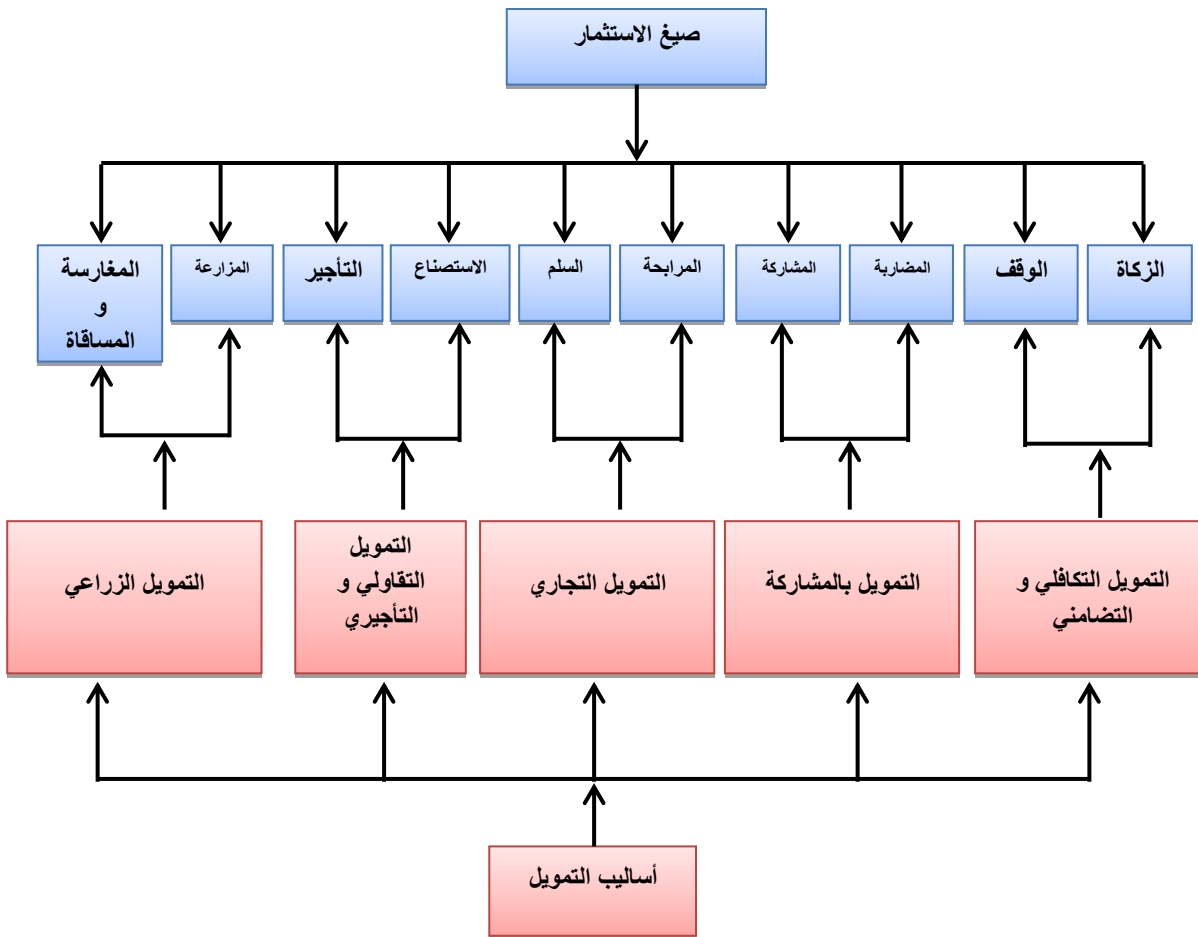 صيغ الاستثمار
الزكاة
الوقف
المضاربة
المشاركة
المرابحة
السلم
الاستصناع
التأجير
المزارعة
المغارسة
و
المساقاة
التمويل التكافلي و
التضامني
التمويل بالمشاركة
التمويل التجاري
التمويل
التقاولي و
التأجيري
التمويل الزراعي
أساليب التمويل